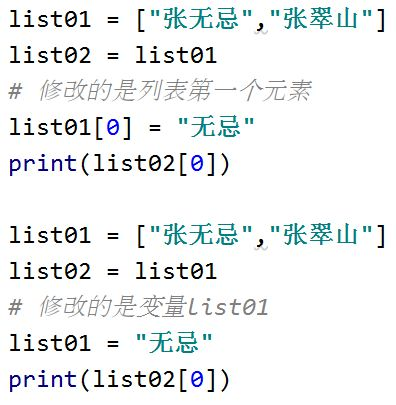 list01 = ["张无忌","张翠山"]
list02 = list01
# 修改的是列表第一个元素
list01[0] = "无忌"
print(list02[0])
list01 = ["张无忌","张翠山"]
list02 = list01
# 修改的是变量list01
list01 = "无忌"
print(list02[0])